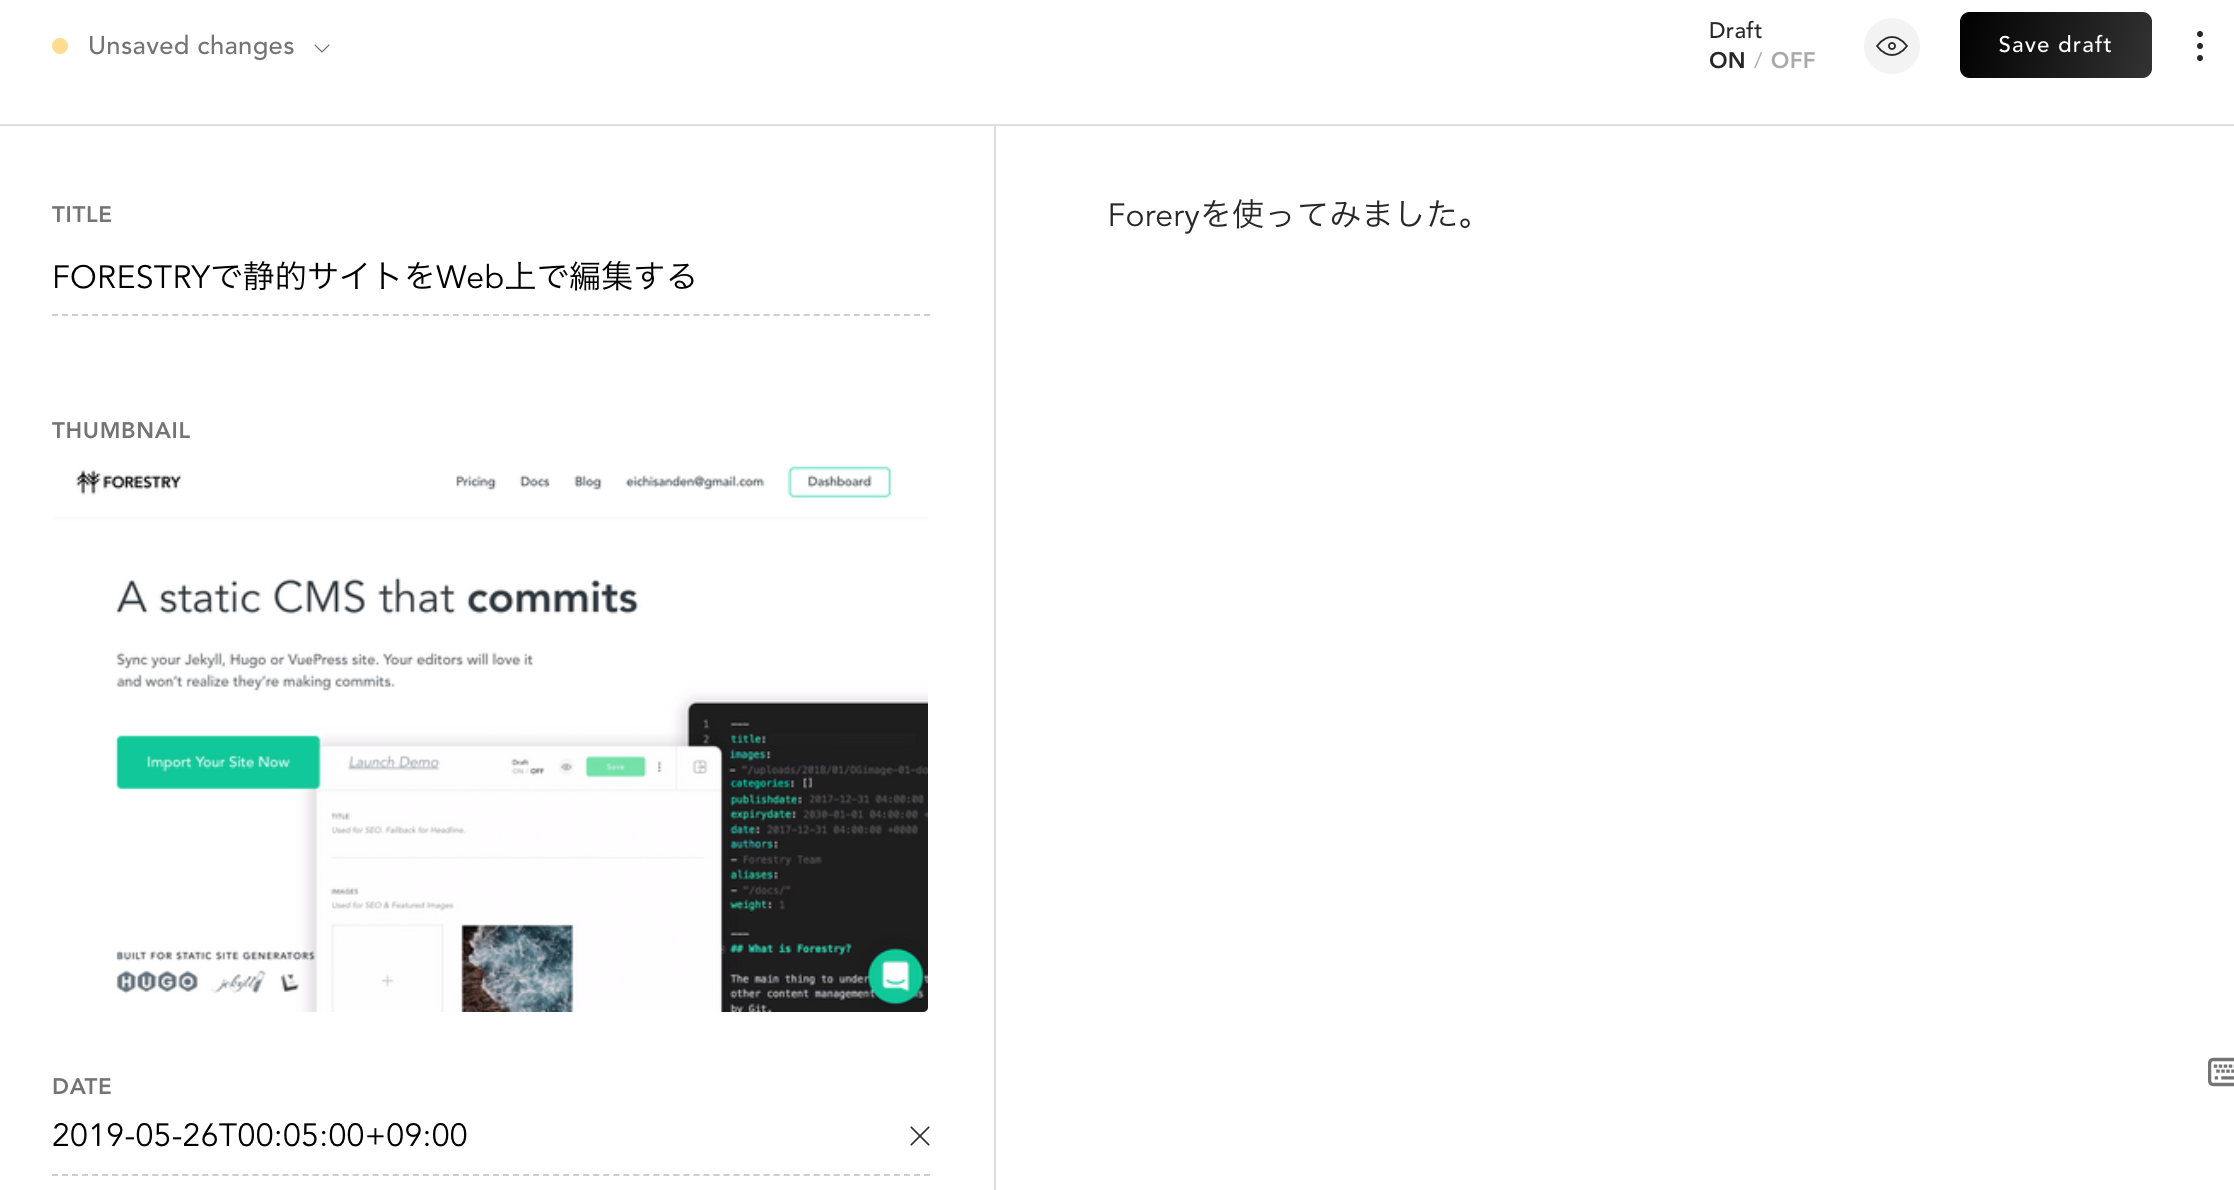 Unsaved changes
Draft
ON / OFF
Save draft
TITLE
FORESTRYで静的サイトをWeb上で編集する
THUMBNAIL
FORESTRY
Pricing Docs Blog eichisanden@gmail.com Dashboard
A static CMS that commits
Sync your Jekyll, Hugo or VuePress site. Your editors will love it
and won't realize they're making commits.
Import Your Site Now
Launch Demo
Draft
ON / OFF
Save
TITLE
Used for SEO. Fallback for Headline.
IMAGES
Used for SEO & Featured Images
+
BUILT FOR STATIC SITE GENERATORS
HUGO jekyll
1 ---
2 title:
images:
- "/uploads/2018/01/OGimage-01-do
categories: []
publishdate: 2017-12-31 04:00:00
expirydate: 2030-01-01 04:00:00 +
date: 2017-12-31 04:00:00 +0000
authors:
- Forestry Team
aliases:
- "/docs/"
weight: 1
---
## What is Forestry?
The main thing to under
other content management
by Git.
DATE
2019-05-26T00:05:00+09:00
Foreryを使ってみました。